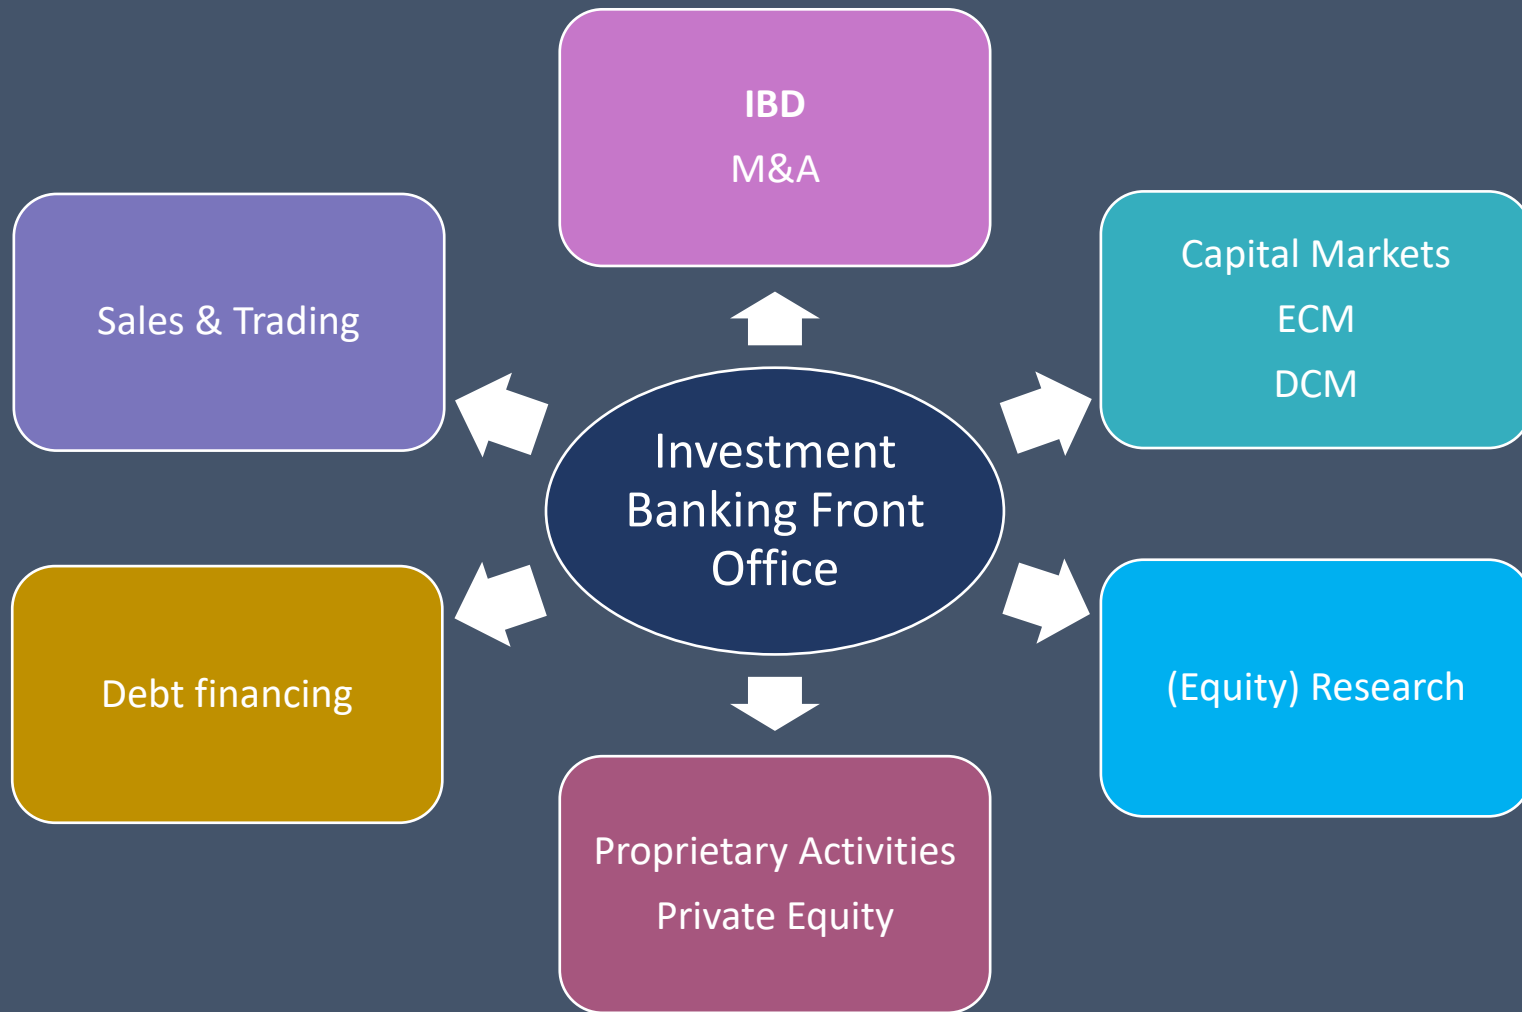 IBD
M&A
Sales & Trading
Capital Markets
ECM
DCM
Investment
Banking Front
Office
Debt financing
(Equity) Research
Proprietary Activities
Private Equity